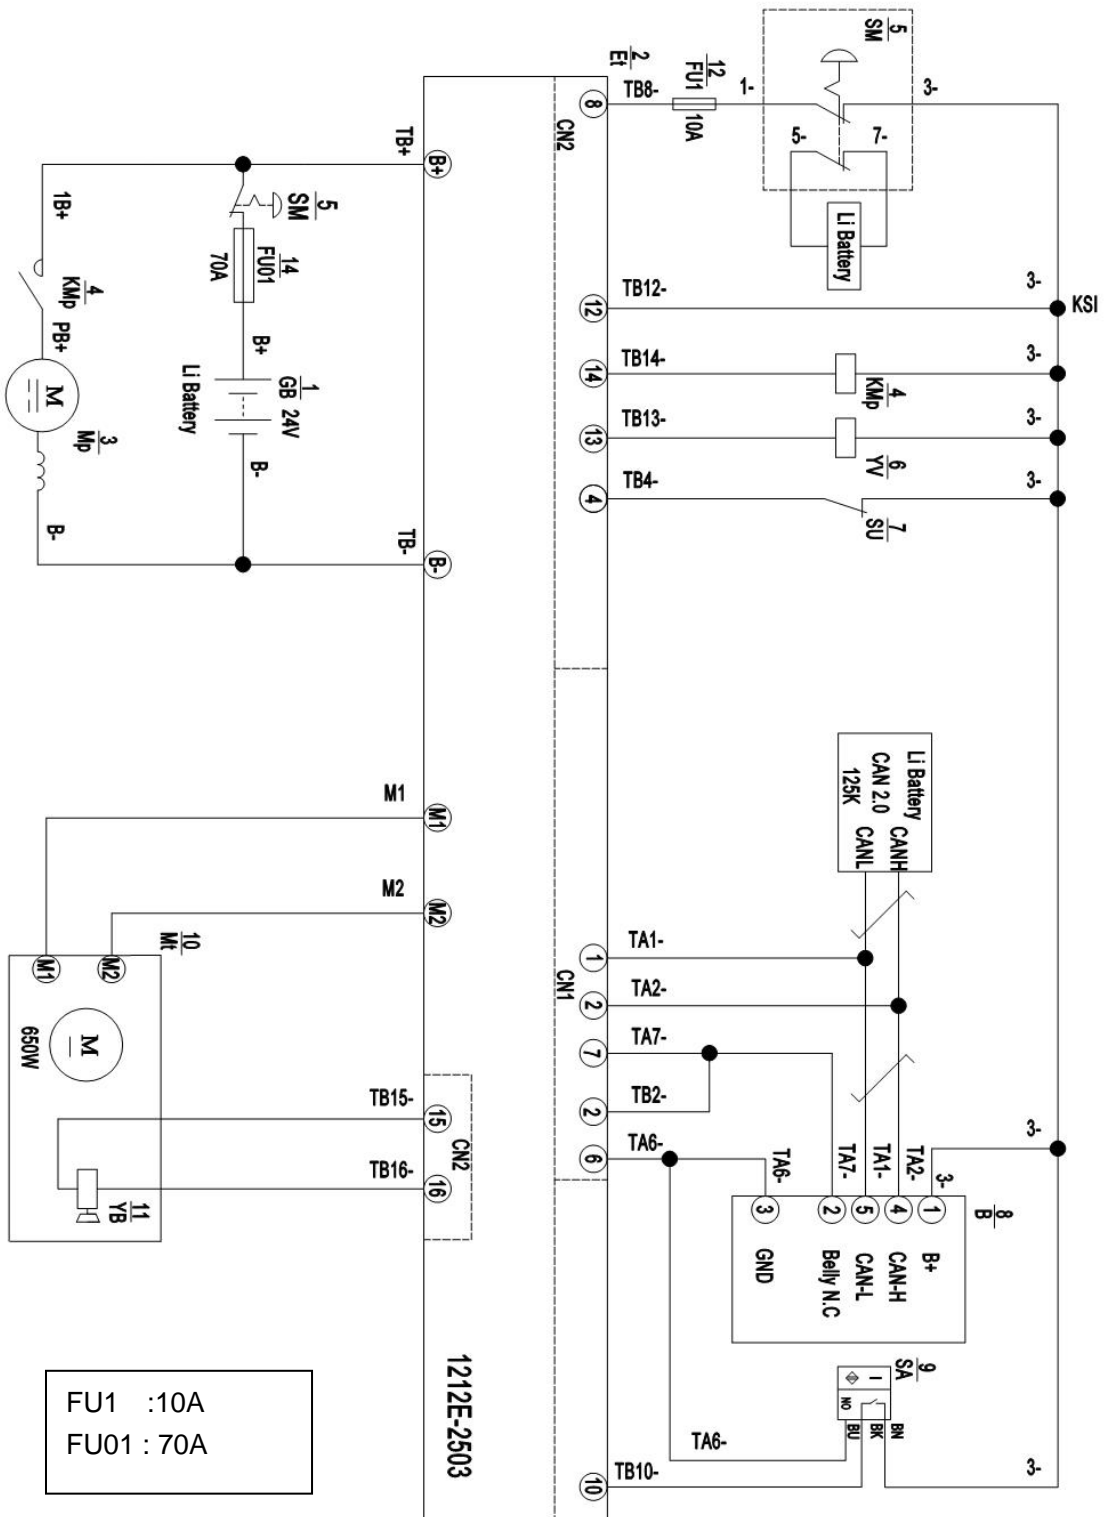 5
SM
2
Et
12
FU1
10A
TB8-
1-
3-
8
CN2
5-
7-
Li Battery
TB+
B+
1B+
5
SM
14
FU01
70A
4
KMp
PB+
B+
Li Battery
1
GB 24V
M
3
Mp
B-
B-
TB-
B-
TB12-
12
3-
KSI
TB14-
14
4
KMp
3-
TB13-
13
6
YV
3-
TB4-
4
7
SU
3-
Li Battery
CAN 2.0
125K
CANH
CANL
M1
M1
M2
M2
10
Mt
M1
M2
M
650W
CN1
TA1-
1
TA2-
2
TA7-
7
TB2-
2
TA6-
6
TA6-
TA7-
TA1-
TA2-
3-
3-
3
2
5
4
1
8
B
GND
Belly N.C
CAN-L
CAN-H
B+
TB15-
15
CN2
TB16-
16
11
YB
9
SA
NO
BU
BK
BN
TA6-
TB10-
10
3-
1212E-2503
FU1 :10A
FU01 : 70A